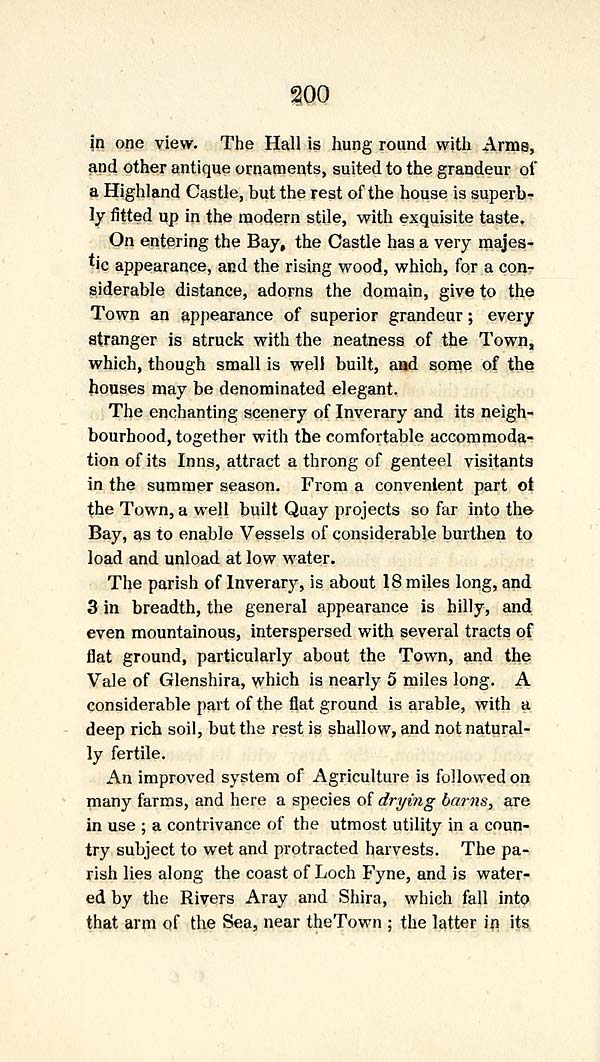 200
in one view. The Hall is hung round with Arms,
and other antique ornaments, suited to the grandeur of
a Highland Castle, but the rest of the house is superb-
ly fitted up in the modern stile, with exquisite taste.
On entering the Bay, the Castle has a very majes-
tic appearance, and the rising wood, which, for a con-
siderable distance, adorns the domain, give to the
Town an appearance of superior grandeur; every
stranger is struck with the neatness of the Town,
which, though small is well built, and some of the
houses may be denominated elegant.
The enchanting scenery of Inverary and its neigh-
bourhood, together with the comfortable accommoda-
tion of its Inns, attract a throng of genteel visitants
in the summer season. From a convenient part of
the Town, a well built Quay projects so far into the
Bay, as to enable Vessels of considerable burthen to
load and unload at low water.
The parish of Inverary, is about 18 miles long, and
3 in breadth, the general appearance is hilly, and
even mountainous, interspersed with several tracts of
flat ground, particularly about the Town, and the
Vale of Glenshira, which is nearly 5 miles long. A
considerable part of the flat ground is arable, with a
deep rich soil, but the rest is shallow, and not natural-
ly fertile.
An improved system of Agriculture is followed on
many farms, and here a species of drying barns, are
in use ; a contrivance of the utmost utility in a coun-
try subject to wet and protracted harvests. The pa-
rish lies along the coast of Loch Fyne, and is water-
ed by the Rivers Aray and Shira, which fall into
that arm of the Sea, near theTown ; the latter in its